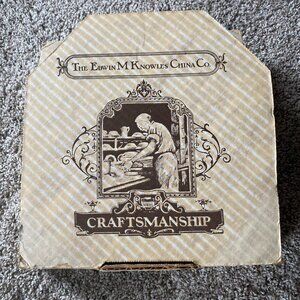 The Edwin M Knowles China Co.
CRAFTSMANSHIP